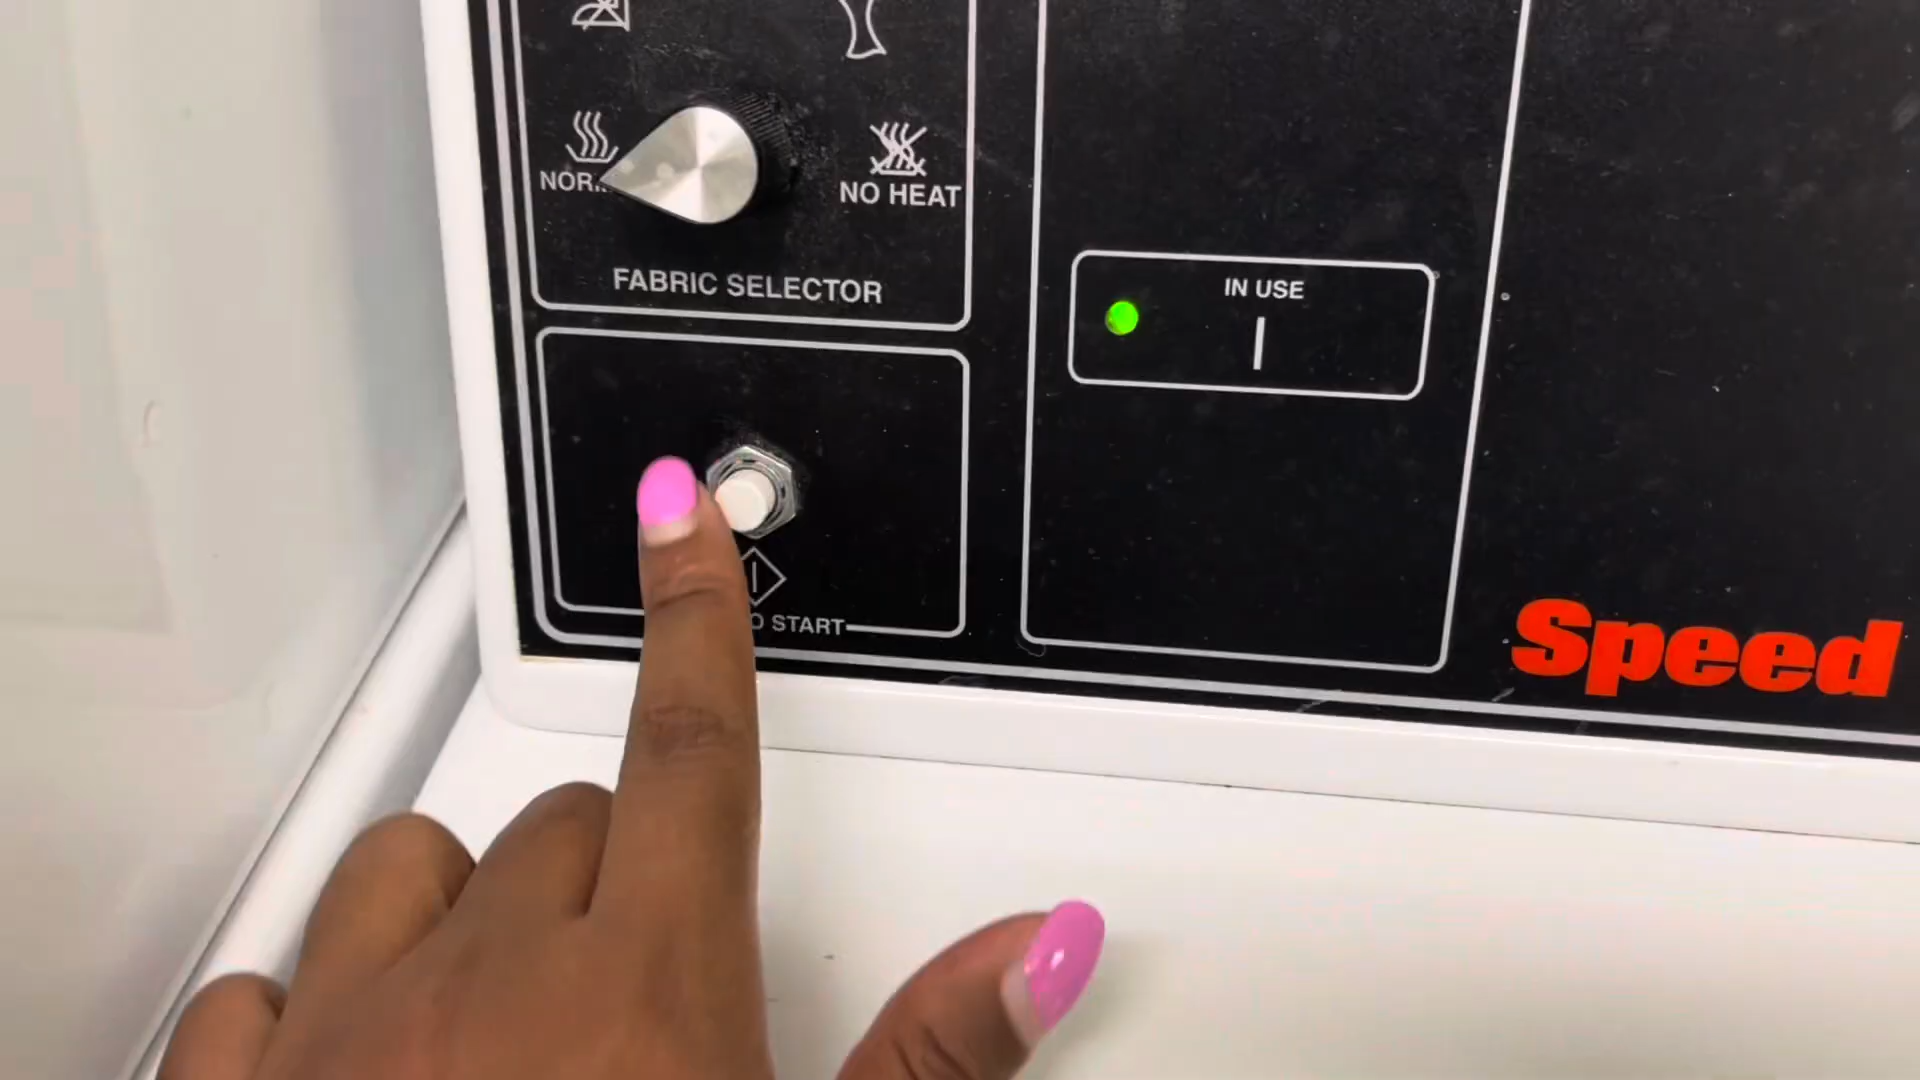 NO HEAT
FABRIC SELECTOR
IN USE
START
Speed